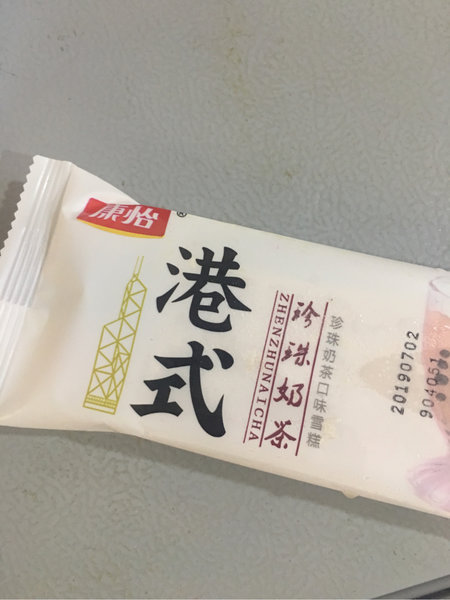 康怡
®
港式
珍珠奶茶
ZHENZHUNAICHA
珍珠奶茶口味雪糕
20190702
904051